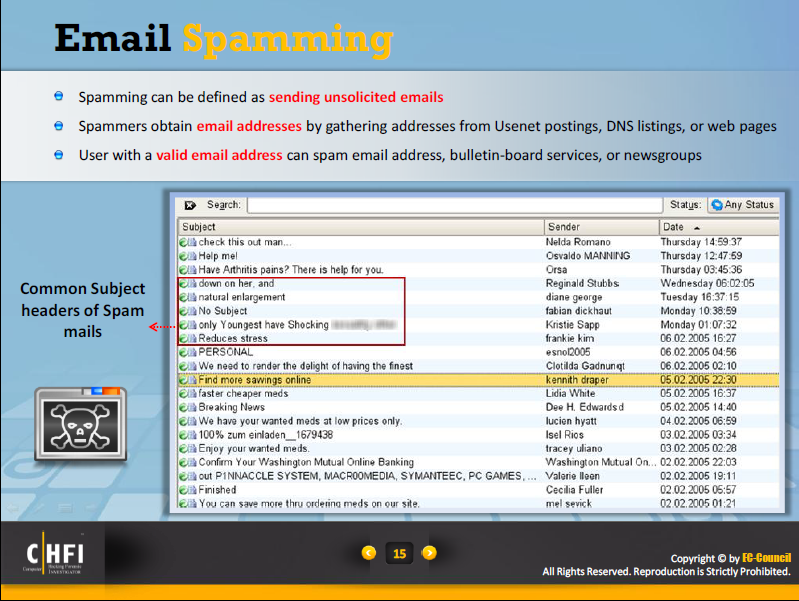 Email Spamming
Spamming can be defined as sending unsolicited emails
Spammers obtain email addresses by gathering addresses from Usenet postings, DNS listings, or web pages
User with a valid email address can spam email address, bulletin-board services, or newsgroups
Common Subject
headers of Spam
mails
Search: Status: Any Status
Subject Sender Date
check this out man... Nelda Romano Thursday 14:59:37
Help me! Osvaldo MANNING Thursday 12:47:59
Have Arthritis pains? There is help for you. Orsa Thursday 03:45:36
down on her, and Reginald Stubbs Wednesday 06:02:05
natural enlargement diane george Tuesday 16:37:15
No Subject fabian dickhaut Monday 10:38:59
only Youngest have Shocking Kristie Sapp Monday 01:07:32
Reduces stress frankie kim 06.02.2005 16:27
PERSONAL esnol2005 06.02.2005 04:56
We need to render the delight of having the finest Clotilda Gadnunqt 06.02.2005 02:10
Find more sawings online kennith draper 05.02.2005 22:30
faster cheaper meds Lidia White 05.02.2005 16:37
Breaking News Dee H. Edwardsd 05.02.2005 14:40
We have your wanted meds at low prices only. lucien hyatt 04.02.2005 06:59
100% zum einladen__1679438 Isel Rios 03.02.2005 03:34
Enjoy your wanted meds. tracey uliano 03.02.2005 02:28
Confirm Your Washington Mutual Online Banking Washington Mutual On... 02.02.2005 22:03
out P1NNACCLE SYSTEM, MACR00MEDIA, SYMANTEEC, PC GAMES, ... Valerie Ileen 02.02.2005 19:11
Finished Cecilia Fuller 02.02.2005 05:57
You can save more thru ordering meds on our site. mel sevick 02.02.2005 01:21
CHFI
Computer Hacking Forensic
INVESTIGATOR
15
Copyright © by EC-Council
All Rights Reserved. Reproduction is Strictly Prohibited.